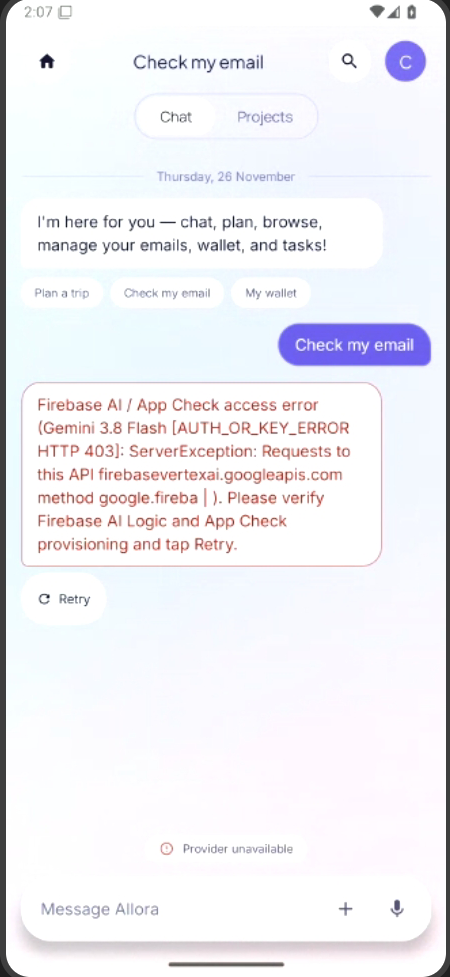 2:07
Check my email
C
Chat
Projects
Thursday, 26 November
I'm here for you — chat, plan, browse,
manage your emails, wallet, and tasks!
Plan a trip
Check my email
My wallet
Check my email
Firebase AI / App Check access error
(Gemini 3.8 Flash [AUTH_OR_KEY_ERROR
HTTP 403]: ServerException: Requests to
this API firebasevertexai.googleapis.com
method google.fireba | ). Please verify
Firebase AI Logic and App Check
provisioning and tap Retry.
Retry
Provider unavailable
Message Allora